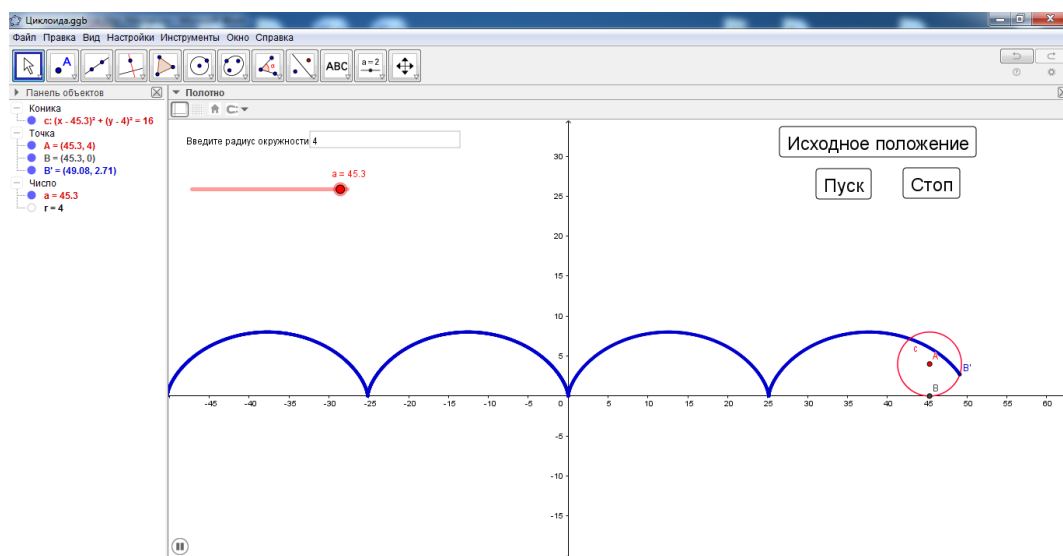 Циклоида.ggb
Файл Правка Вид Настройки Инструменты Окно Справка
A
α
ABC
a=2
Панель объектов
Полотно
Коника
c: (x - 45.3)² + (y - 4)² = 16
Точка
A = (45.3, 4)
B = (45.3, 0)
B' = (49.08, 2.71)
Число
a = 45.3
r = 4
Введите радиус окружности 4
a = 45.3
Исходное положение
Пуск
Стоп
30
25
20
15
10
5
c
A
B'
B
-45 -40 -35 -30 -25 -20 -15 -10 -5 0 5 10 15 20 25 30 35 40 45 50 55 60
-5
-10
-15